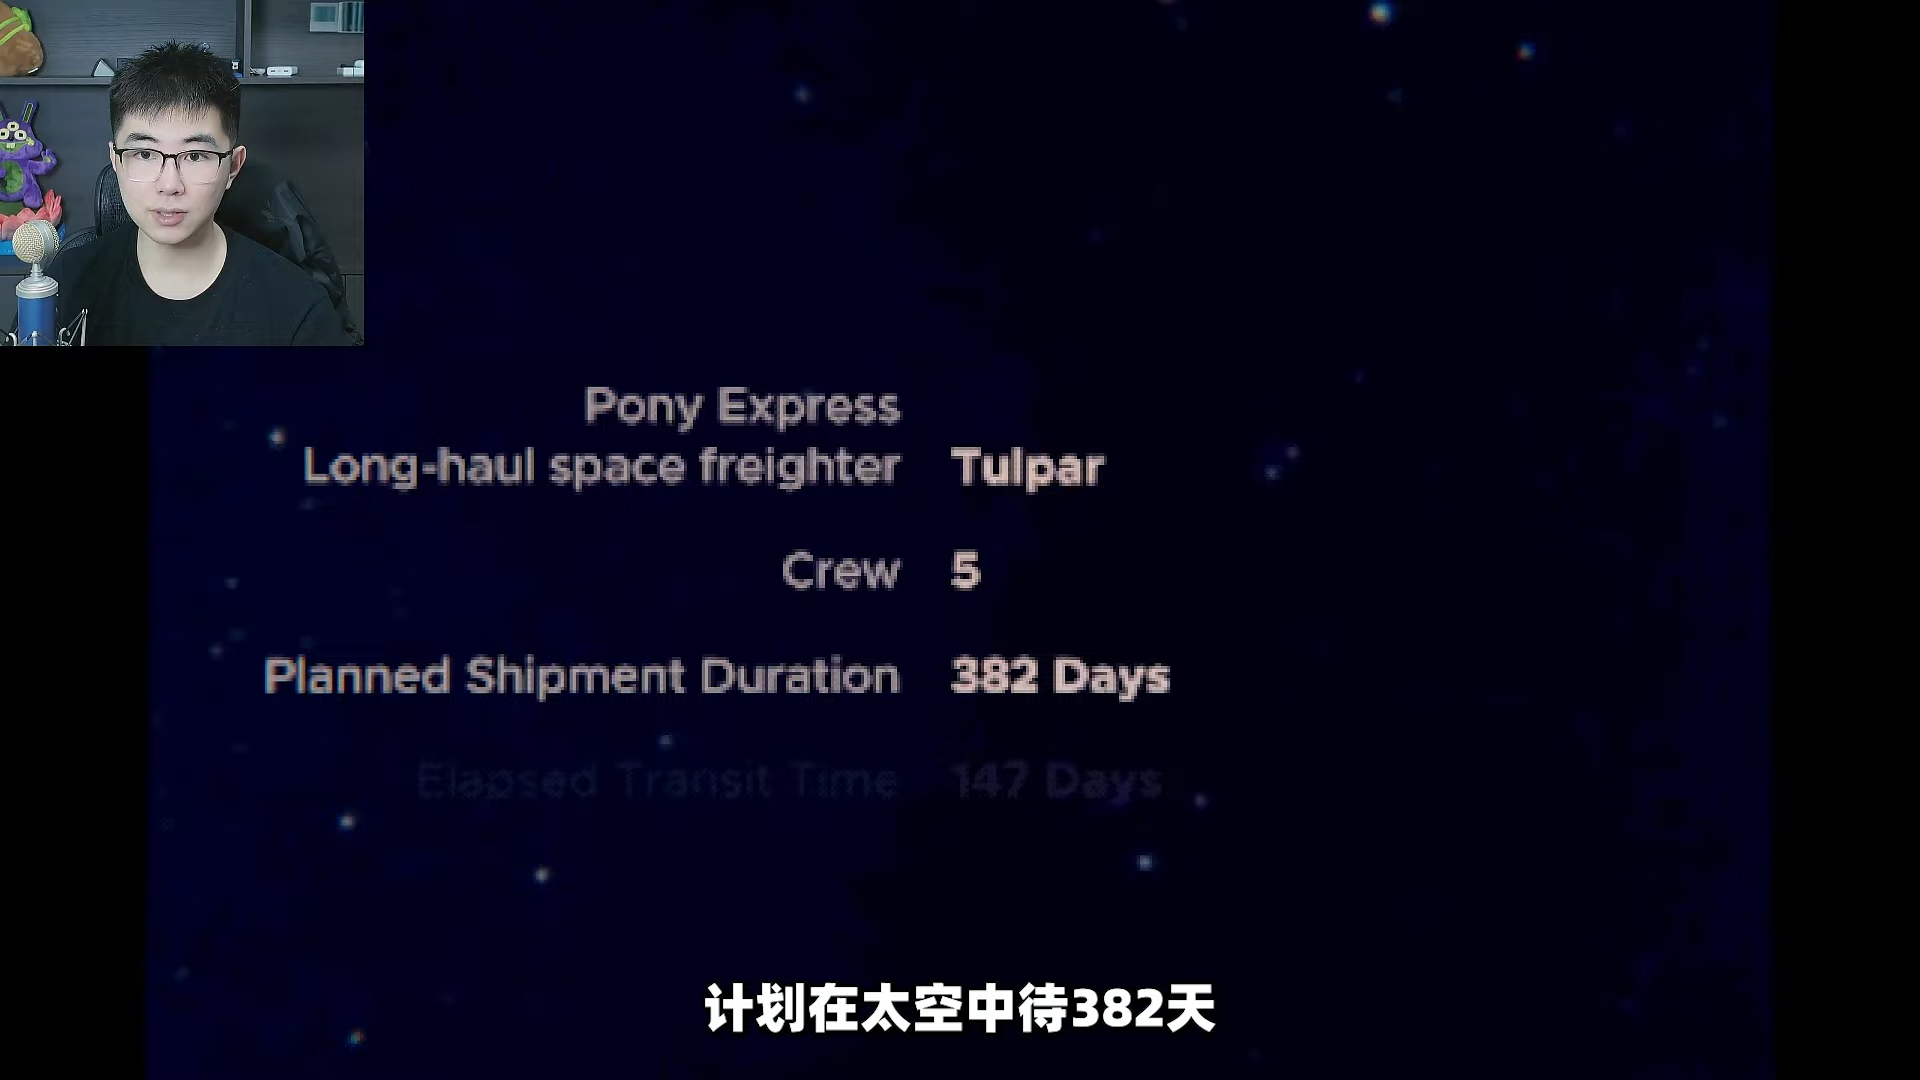 Pony Express
Long-haul space freighter Tulpar
Crew 5
Planned Shipment Duration 382 Days
Elapsed Transit Time 147 Days
计划在太空中待382天